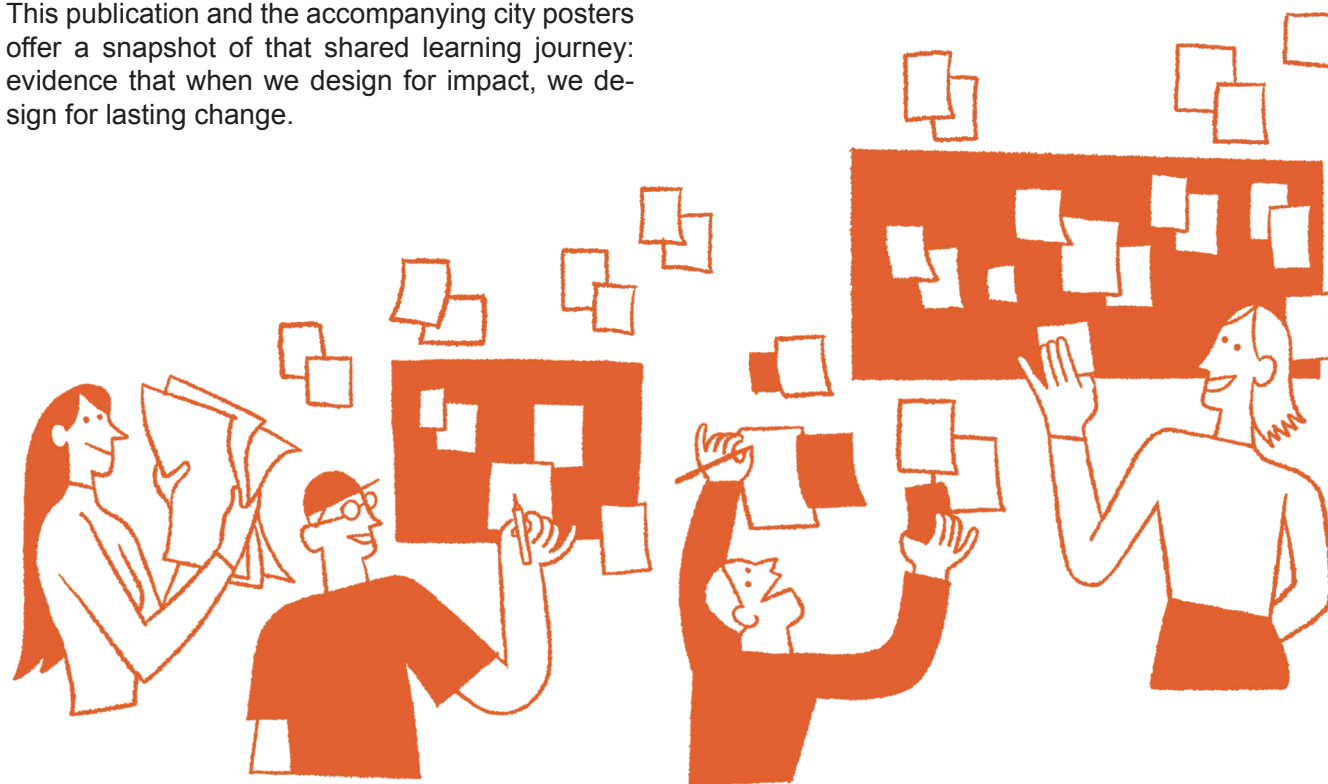 This publication and the accompanying city posters
offer a snapshot of that shared learning journey:
evidence that when we design for impact, we de-
sign for lasting change.